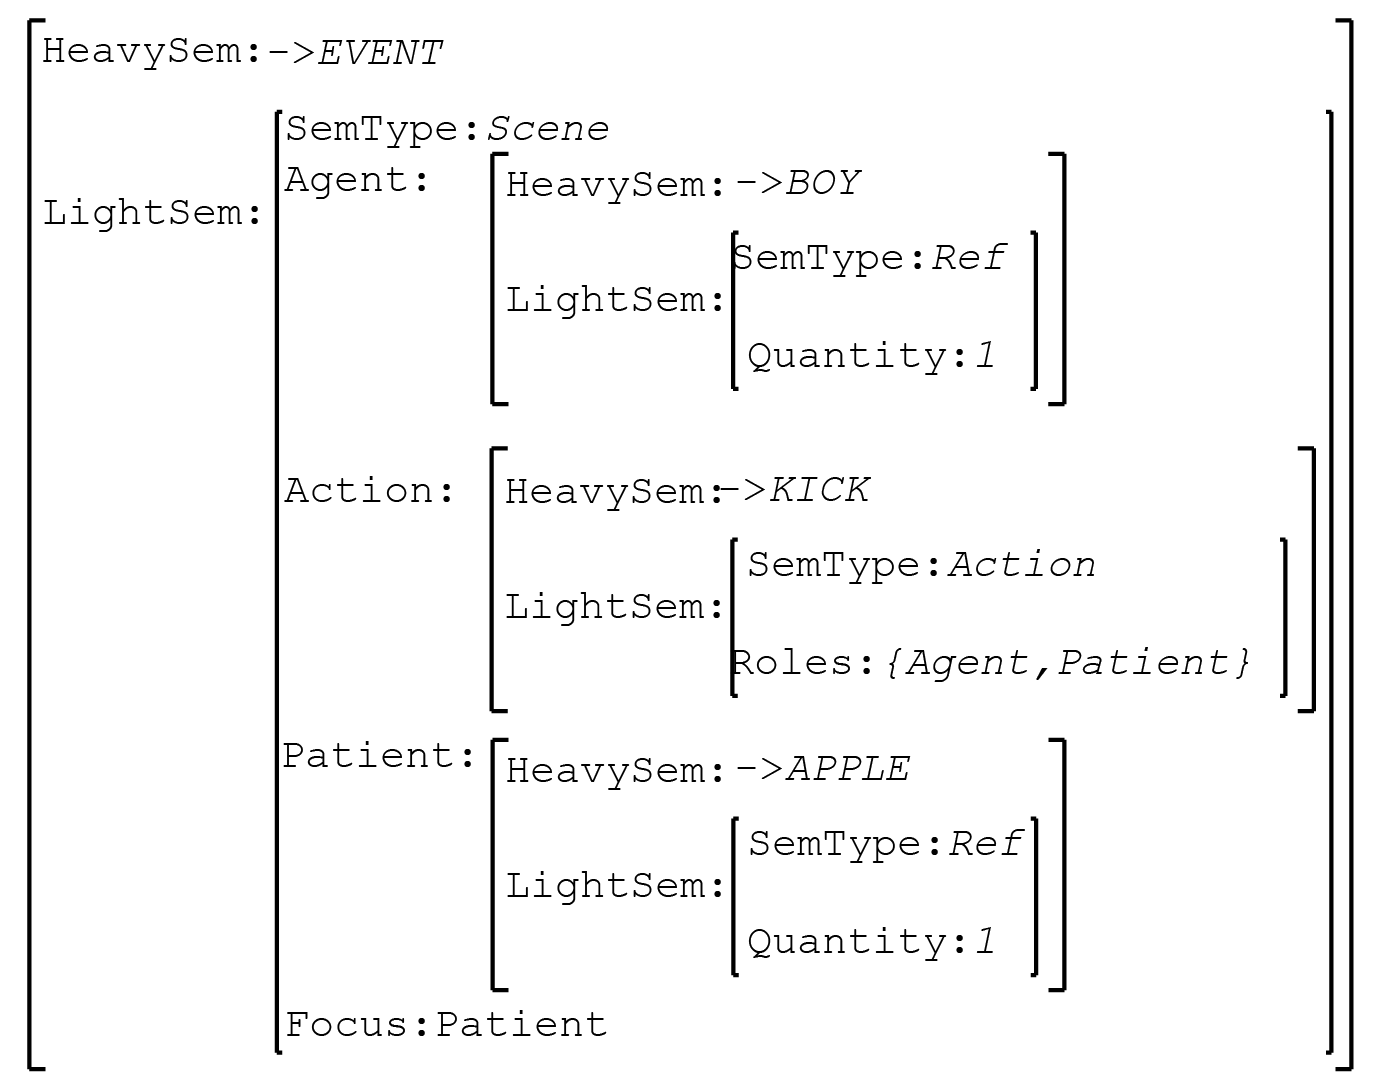 HeavySem:->EVENT
SemType:Scene
Agent:
HeavySem:->BOY
LightSem:
SemType:Ref
LightSem:
Quantity:1
Action:
HeavySem:->KICK
SemType:Action
LightSem:
Roles:{Agent,Patient}
Patient:
HeavySem:->APPLE
SemType:Ref
LightSem:
Quantity:1
Focus:Patient